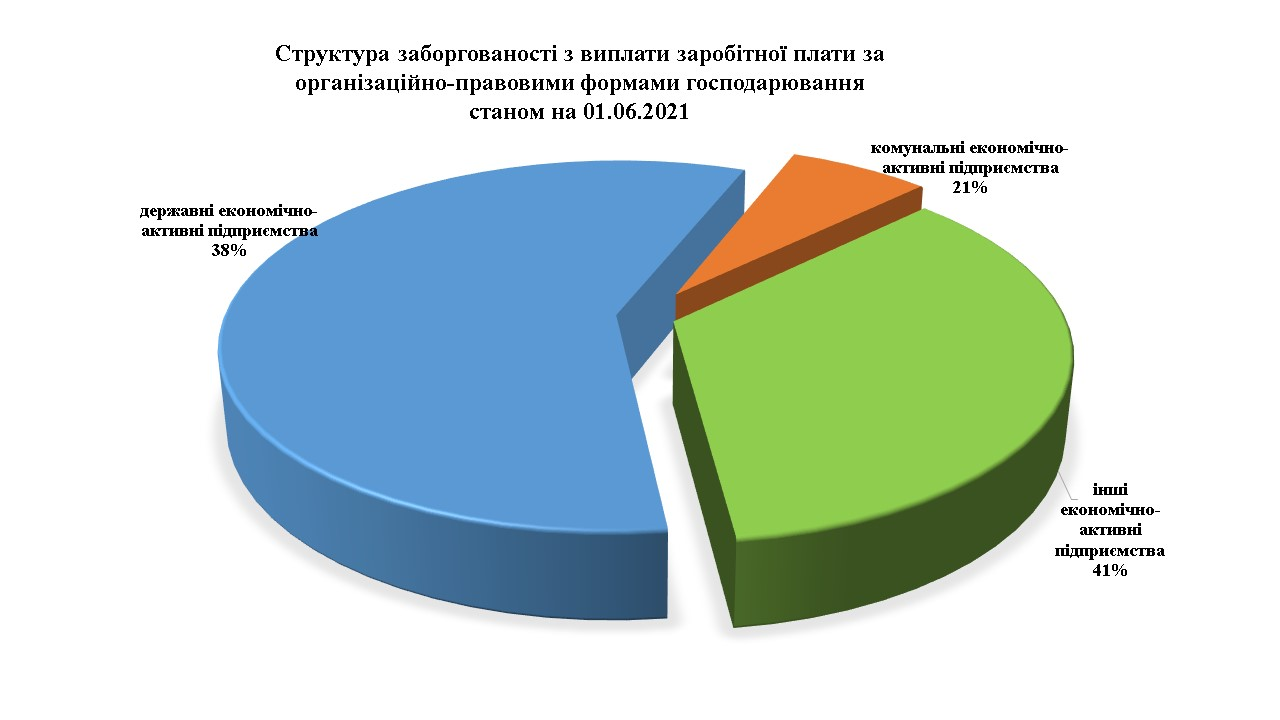 Структура заборгованості з виплати заробітної плати за
організаційно-правовими формами господарювання
станом на 01.06.2021
комунальні економічно-
активні підприємства
21%
державні економічно-
активні підприємства
38%
інші
економічно-
активні
підприємства
41%